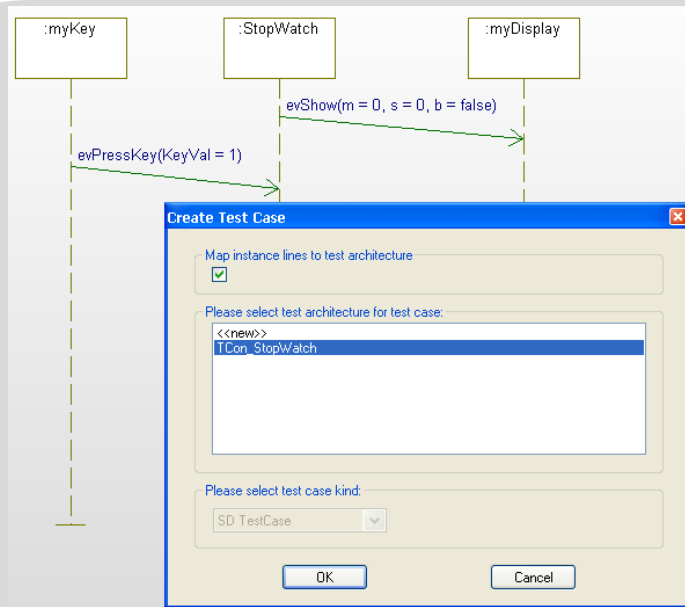 :myKey
:StopWatch
:myDisplay
evShow(m = 0, s = 0, b = false)
evPressKey(KeyVal = 1)
Create Test Case
Map instance lines to test architecture
Please select test architecture for test case:
<<new>>
TCon_StopWatch
Please select test case kind:
SD TestCase
OK
Cancel